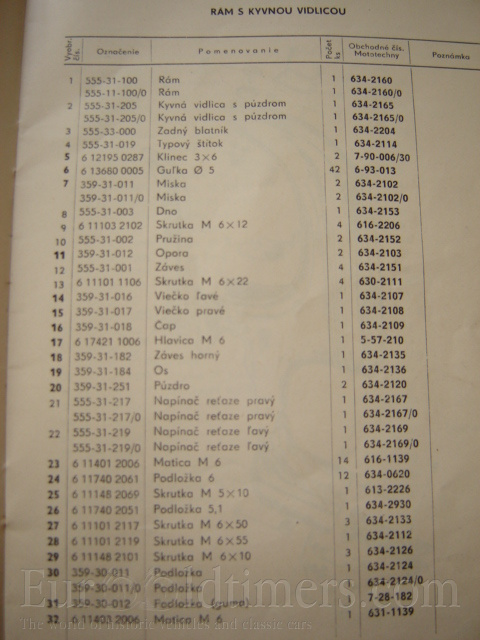 RÁM S KYVNOU VIDLICOU
Vyobr. čís. Označenie Pomenovanie Počet ks Obchodné čís. Mototechny Poznámka
1 555-31-100 Rám 1 634-2160
555-11-100/0 Rám 1 634-2160/0
2 555-31-205 Kyvná vidlica s púzdrom 1 634-2165
555-31-205/0 Kyvná vidlica s púzdrom 1 634-2165/0
3 555-33-000 Zadný blatník 1 634-2204
4 555-31-019 Typový štítok 1 634-2114
5 6 12195 0287 Klinec 3×6 2 7-90-006/30
6 6 13680 0005 Guľka Ø 5 42 6-93-013
7 359-31-011 Miska 2 634-2102
359-31-011/0 Miska 2 634-2102/0
8 555-31-003 Dno 1 634-2153
9 6 11103 2102 Skrutka M 6×12 4 616-2206
10 555-31-002 Pružina 2 634-2152
11 359-31-012 Opora 2 634-2103
12 555-31-001 Záves 4 634-2151
13 6 11101 1106 Skrutka M 6×22 4 630-2111
14 359-31-016 Viečko ľavé 1 634-2107
15 359-31-017 Viečko pravé 1 634-2108
16 359-31-018 Čap 1 634-2109
17 6 17421 1006 Hlavica M 6 1 5-57-210
18 359-31-182 Záves horný 1 634-2135
19 359-31-184 Os 1 634-2136
20 359-31-251 Púzdro 2 634-2120
21 555-31-217 Napínač reťaze pravý 1 634-2167
555-31-217/0 Napínač reťaze pravý 1 634-2167/0
22 555-31-219 Napínač reťaze ľavý 1 634-2169
555-31-219/0 Napínač reťaze ľavý 1 634-2169/0
23 6 11401 2006 Matica M 6 14 616-1139
24 6 11740 2061 Podložka 6 12 634-0620
25 6 11148 2069 Skrutka M 5×10 1 613-2226
26 6 11740 2051 Podložka 5,1 1 634-2930
27 6 11101 2117 Skrutka M 6×50 3 634-2133
28 6 11101 2119 Skrutka M 6×55 1 634-2112
29 6 11148 2101 Skrutka M 6×10 3 634-2126
30 359-30-011 Podložka 1 634-2124
359-30-011/0 Podložka 1 634-2124/0
31 359-30-012 Podložka (guma) 1 7-28-182
32 6 11403 2006 Matica M 6 1 631-1139
The world of historic vehicles and classic cars